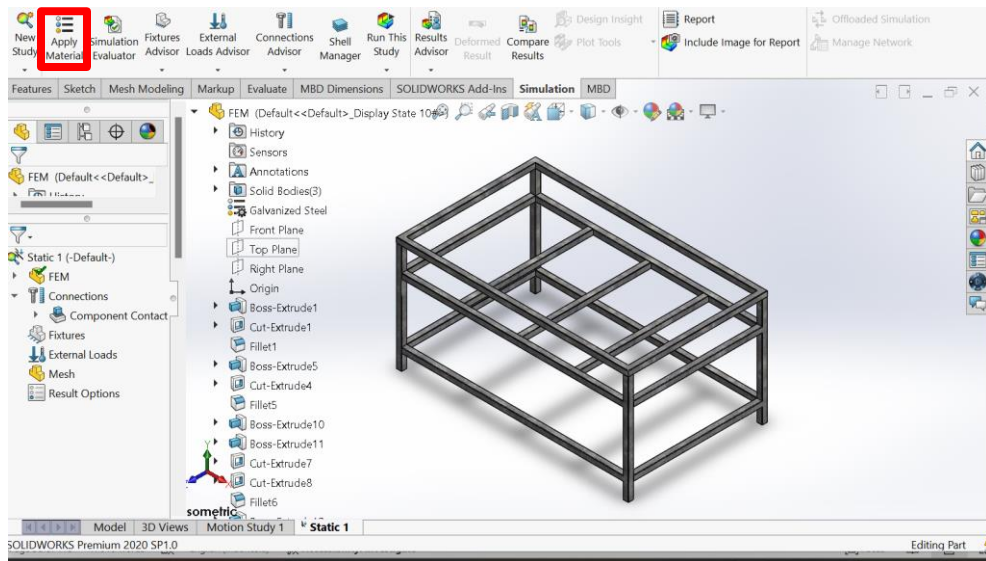 New Study
Apply Material
Simulation Evaluator
Fixtures Advisor
External Loads Advisor
Connections Advisor
Shell Manager
Run This Study
Results Advisor
Deformed Result
Compare Results
Design Insight
Plot Tools
Report
Include Image for Report
Offloaded Simulation
Manage Network
Features Sketch Mesh Modeling Markup Evaluate MBD Dimensions SOLIDWORKS Add-Ins Simulation MBD
FEM (Default<<Default>_Display State 10#
History
Sensors
Annotations
Solid Bodies(3)
Galvanized Steel
Front Plane
Top Plane
Right Plane
Origin
Boss-Extrude1
Cut-Extrude1
Fillet1
Boss-Extrude5
Cut-Extrude4
Fillet5
Boss-Extrude10
Boss-Extrude11
Cut-Extrude7
Cut-Extrude8
Fillet6
FEM (Default<<Default>_
Static 1 (-Default-)
FEM
Connections
Component Contact
Fixtures
External Loads
Mesh
Result Options
Y
sometric
Model 3D Views Motion Study 1 Static 1
SOLIDWORKS Premium 2020 SP1.0
Editing Part